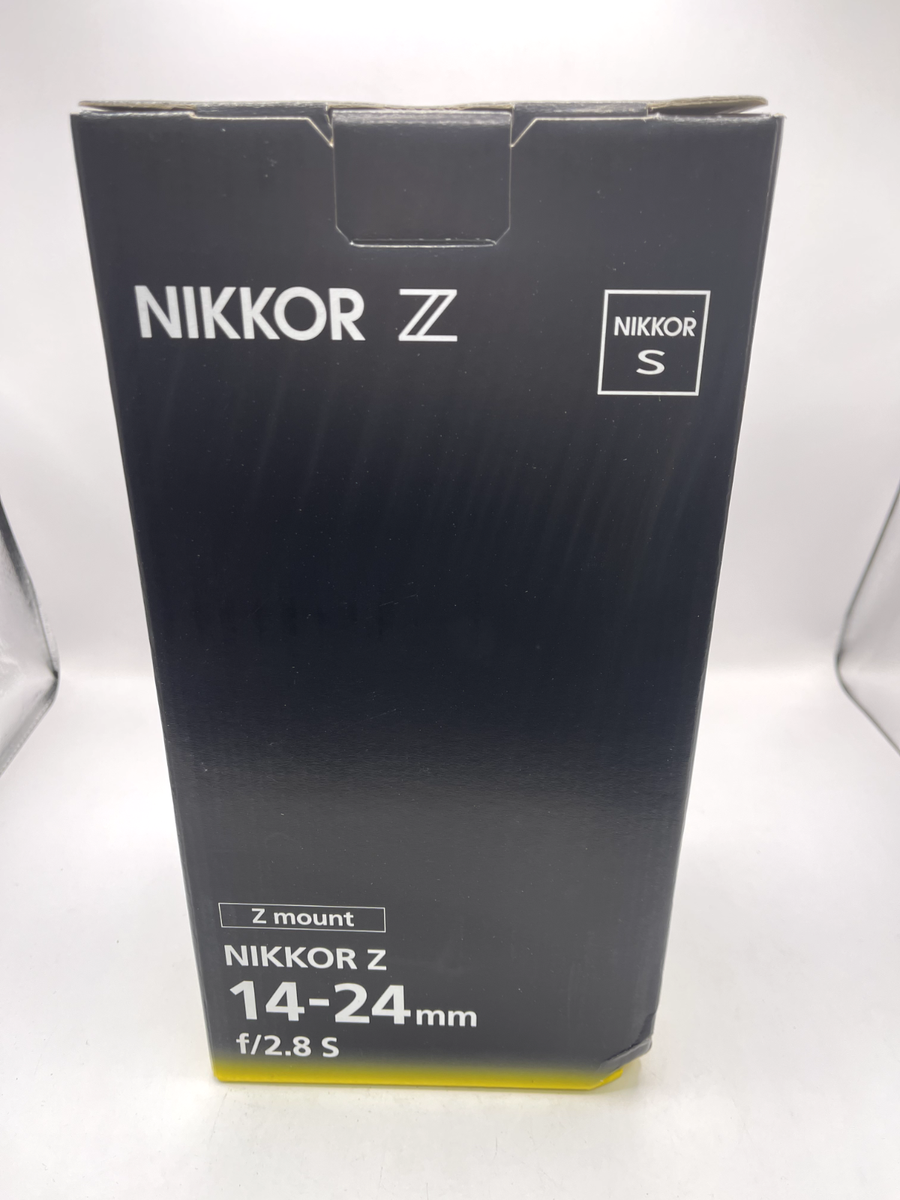 NIKKOR Z
NIKKOR
S
Z mount
NIKKOR Z
14-24mm
f/2.8 S